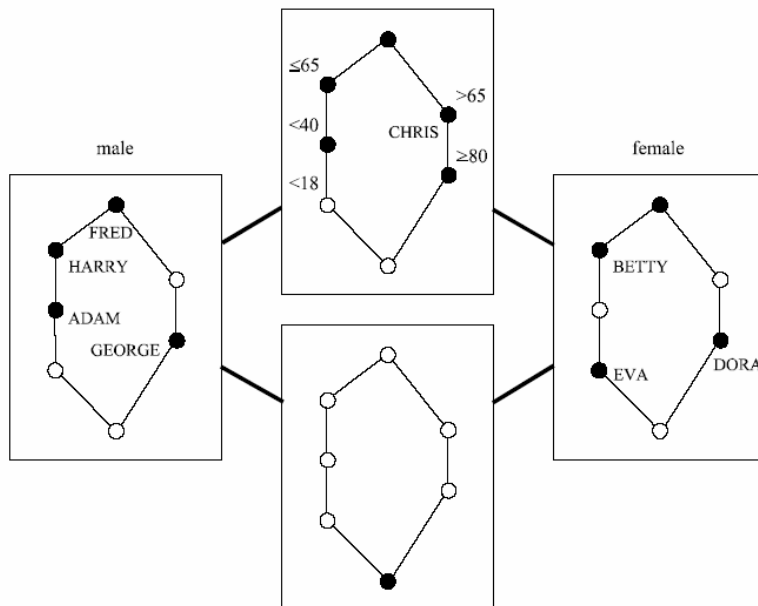 ≤65
>65
<40
CHRIS
≥80
<18
male
FRED
HARRY
ADAM
GEORGE
female
BETTY
EVA
DORA